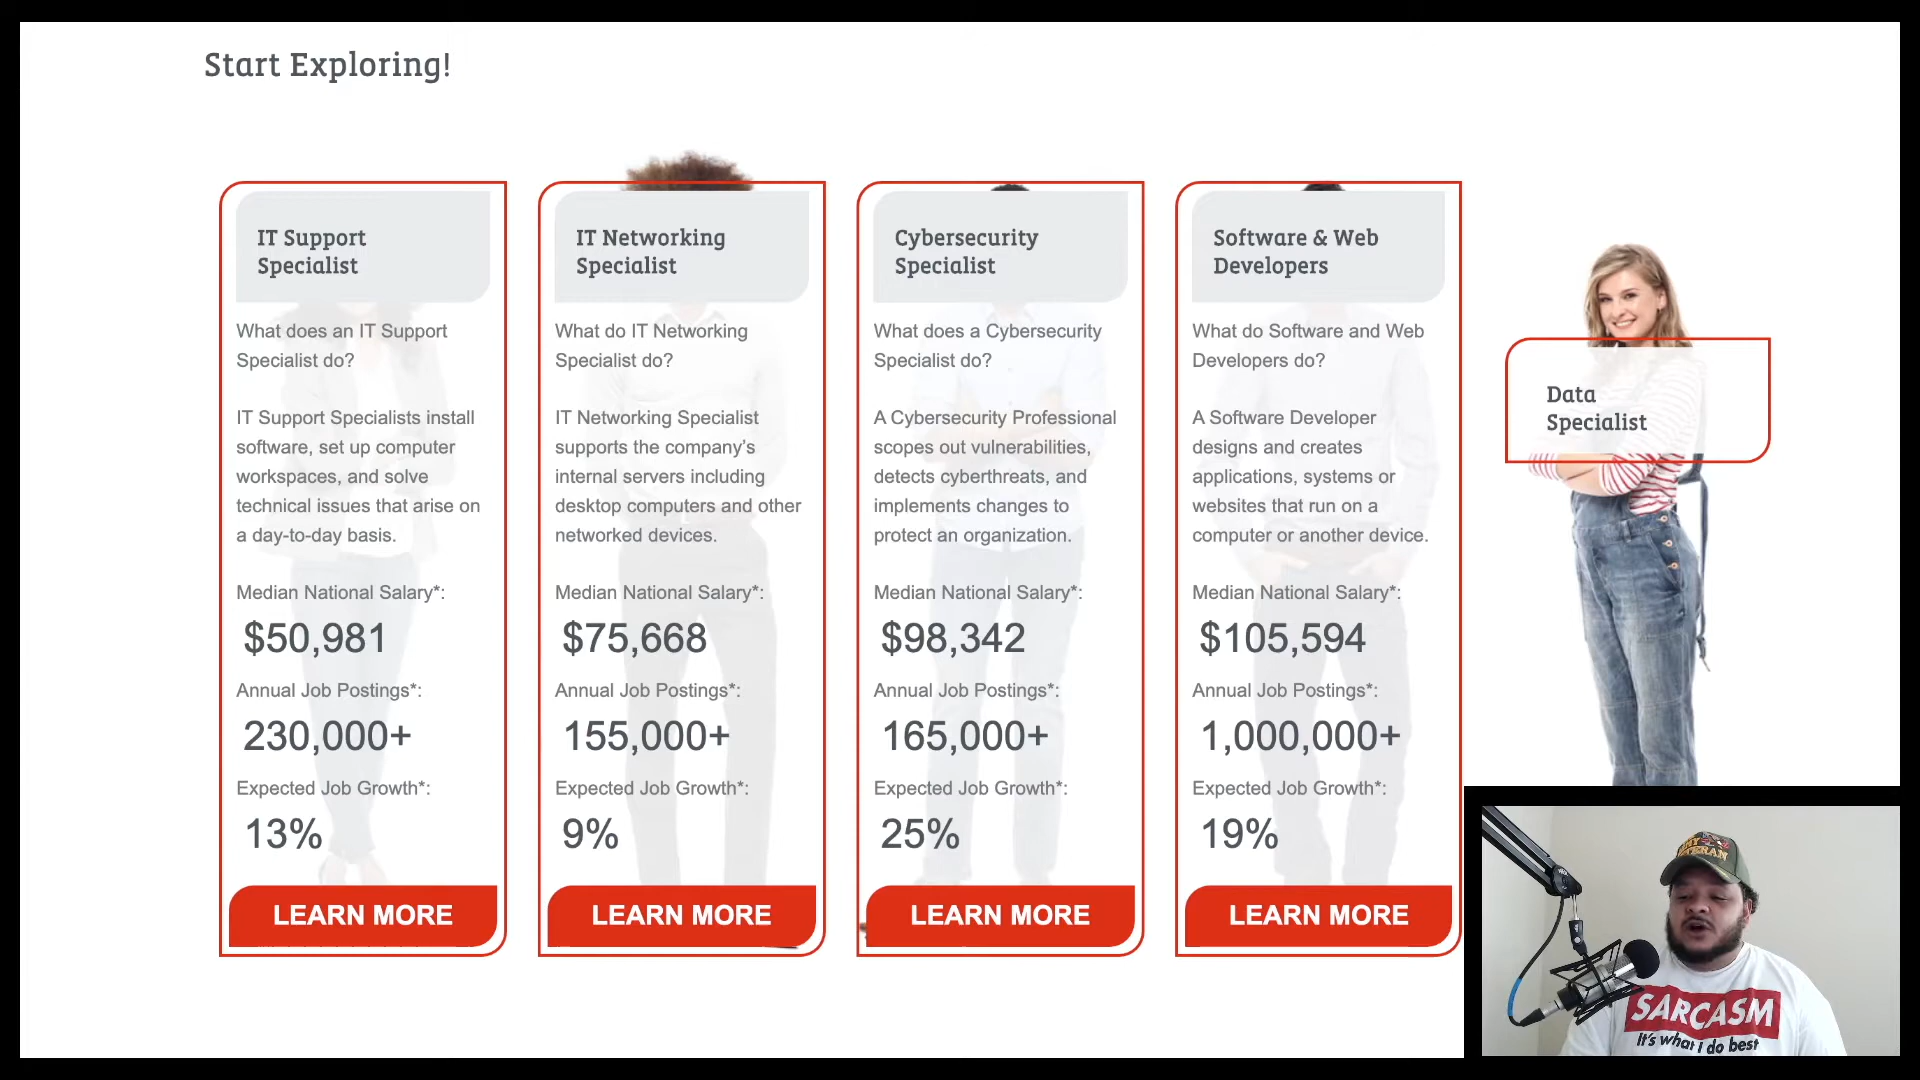 Start Exploring!
IT Support
Specialist
What does an IT Support
Specialist do?
IT Support Specialists install
software, set up computer
workspaces, and solve
technical issues that arise on
a day-to-day basis.
Median National Salary*:
$50,981
Annual Job Postings*:
230,000+
Expected Job Growth*:
13%
LEARN MORE
IT Networking
Specialist
What do IT Networking
Specialist do?
IT Networking Specialist
supports the company’s
internal servers including
desktop computers and other
networked devices.
Median National Salary*:
$75,668
Annual Job Postings*:
155,000+
Expected Job Growth*:
9%
LEARN MORE
Cybersecurity
Specialist
What does a Cybersecurity
Specialist do?
A Cybersecurity Professional
scopes out vulnerabilities,
detects cyberthreats, and
implements changes to
protect an organization.
Median National Salary*:
$98,342
Annual Job Postings*:
165,000+
Expected Job Growth*:
25%
LEARN MORE
Software & Web
Developers
What do Software and Web
Developers do?
A Software Developer
designs and creates
applications, systems or
websites that run on a
computer or another device.
Median National Salary*:
$105,594
Annual Job Postings*:
1,000,000+
Expected Job Growth*:
19%
LEARN MORE
Data
Specialist
SARCASM
It's what i do best